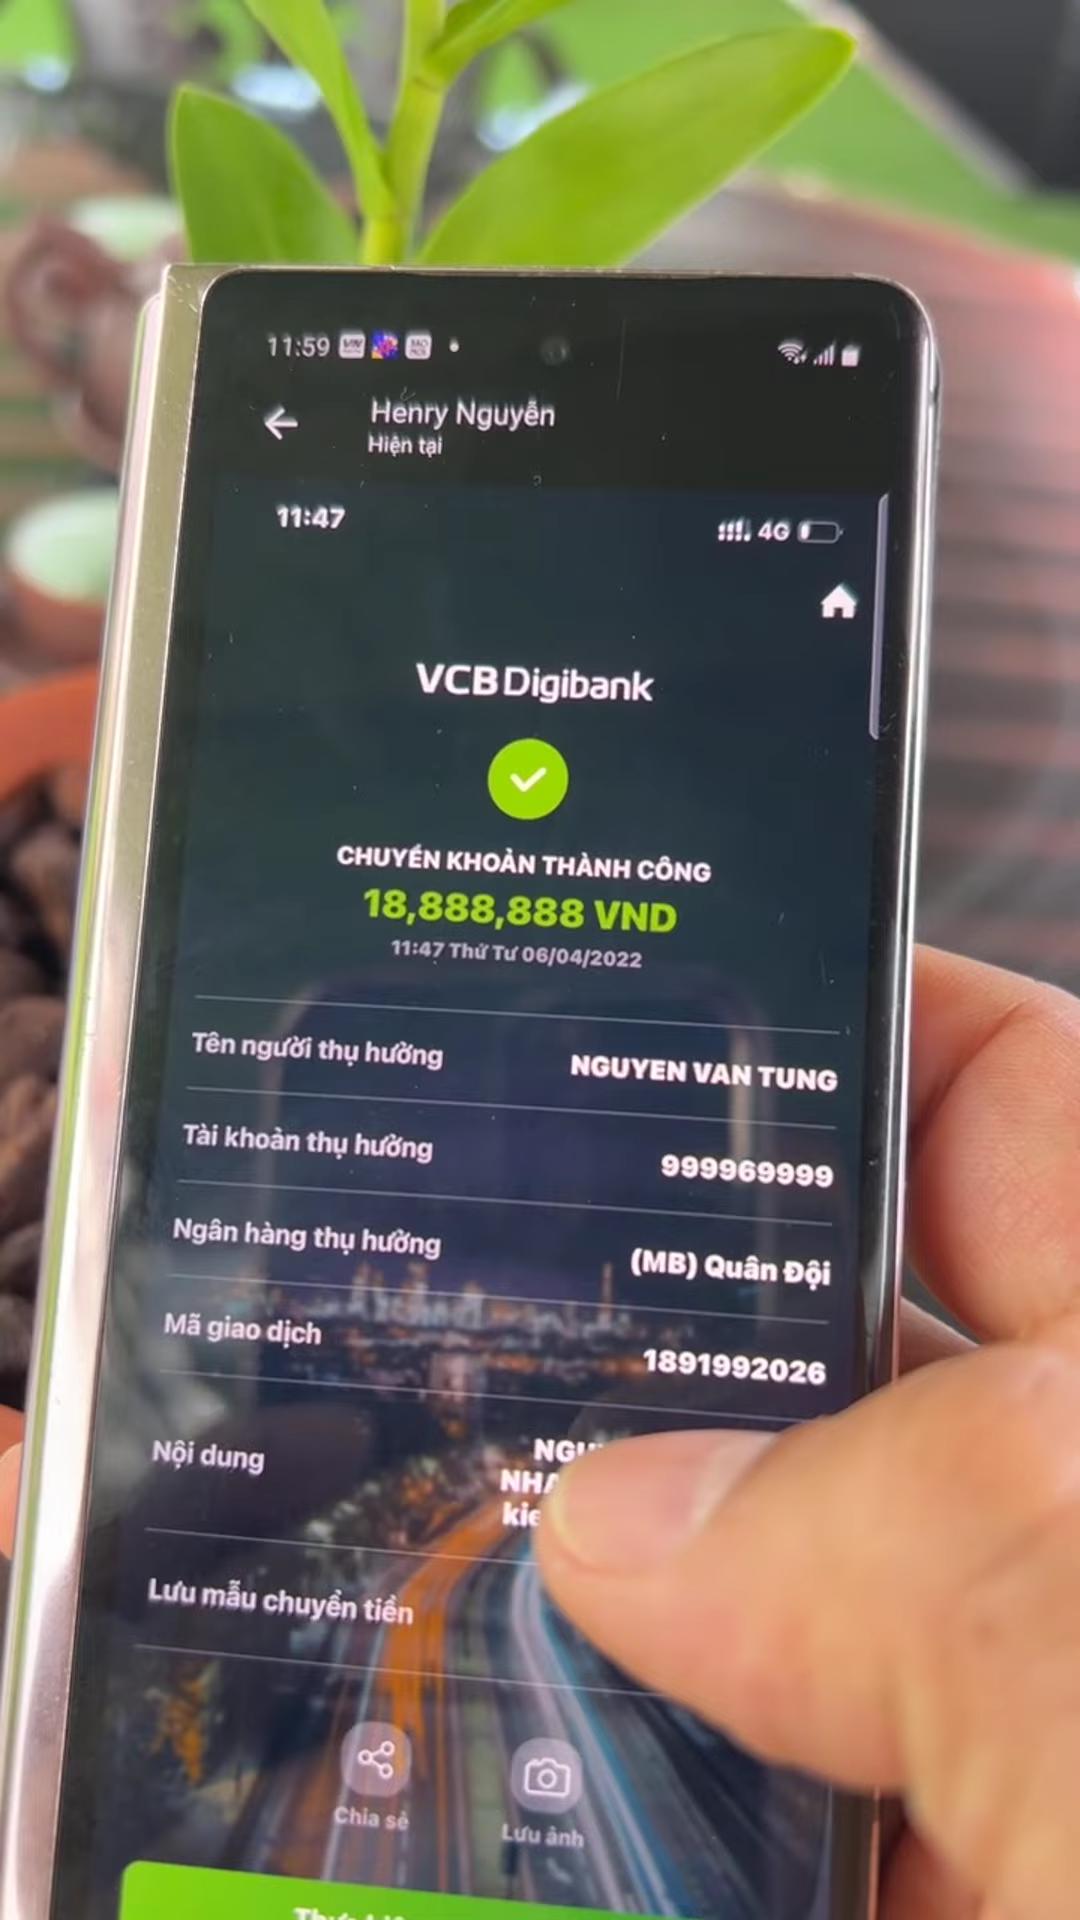 11:59
Henry Nguyễn
Hiện tại
11:47
4G
VCB Digibank
CHUYỂN KHOẢN THÀNH CÔNG
18,888,888 VND
11:47 Thứ Tư 06/04/2022
Tên người thụ hưởng NGUYEN VAN TUNG
Tài khoản thụ hưởng 999969999
Ngân hàng thụ hưởng (MB) Quân Đội
Mã giao dịch 1891992026
Nội dung
Lưu mẫu chuyển tiền
Chia sẻ
Lưu ảnh